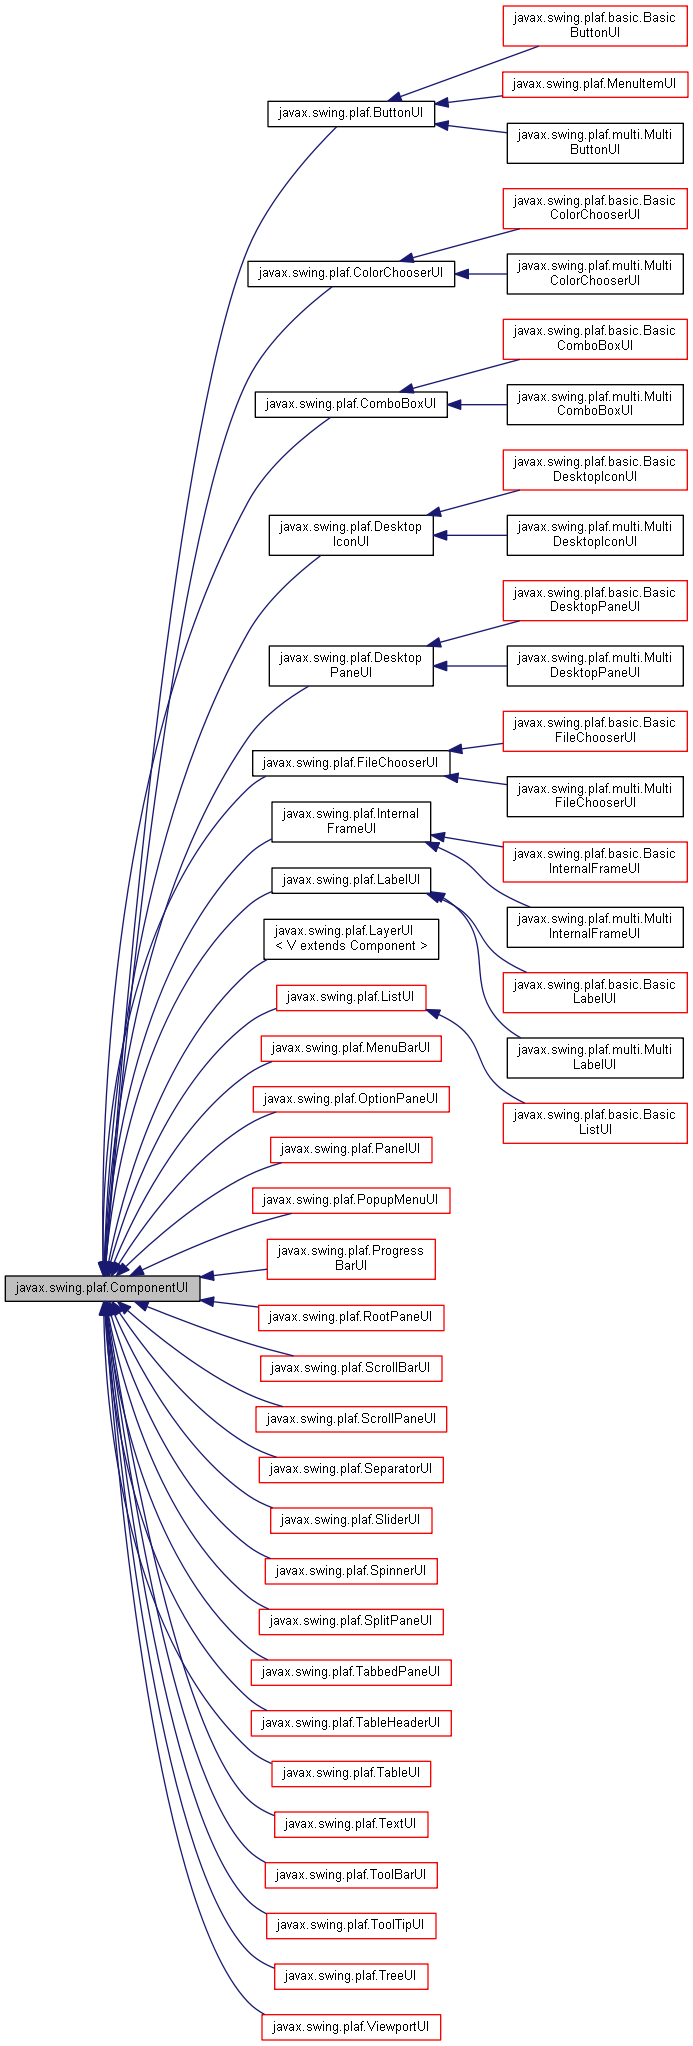 javax.swing.plaf.basic.Basic
ButtonUI
javax.swing.plaf.MenuItemUI
javax.swing.plaf.ButtonUI
javax.swing.plaf.multi.Multi
ButtonUI
javax.swing.plaf.basic.Basic
ColorChooserUI
javax.swing.plaf.ColorChooserUI
javax.swing.plaf.multi.Multi
ColorChooserUI
javax.swing.plaf.basic.Basic
ComboBoxUI
javax.swing.plaf.ComboBoxUI
javax.swing.plaf.multi.Multi
ComboBoxUI
javax.swing.plaf.basic.Basic
DesktopIconUI
javax.swing.plaf.Desktop
IconUI
javax.swing.plaf.multi.Multi
DesktopIconUI
javax.swing.plaf.basic.Basic
DesktopPaneUI
javax.swing.plaf.Desktop
PaneUI
javax.swing.plaf.multi.Multi
DesktopPaneUI
javax.swing.plaf.basic.Basic
FileChooserUI
javax.swing.plaf.FileChooserUI
javax.swing.plaf.multi.Multi
FileChooserUI
javax.swing.plaf.Internal
FrameUI
javax.swing.plaf.basic.Basic
InternalFrameUI
javax.swing.plaf.LabelUI
javax.swing.plaf.multi.Multi
InternalFrameUI
javax.swing.plaf.LayerUI
< V extends Component >
javax.swing.plaf.basic.Basic
LabelUI
javax.swing.plaf.ListUI
javax.swing.plaf.multi.Multi
LabelUI
javax.swing.plaf.MenuBarUI
javax.swing.plaf.OptionPaneUI
javax.swing.plaf.basic.Basic
ListUI
javax.swing.plaf.PanelUI
javax.swing.plaf.PopupMenuUI
javax.swing.plaf.Progress
BarUI
javax.swing.plaf.ComponentUI
javax.swing.plaf.RootPaneUI
javax.swing.plaf.ScrollBarUI
javax.swing.plaf.ScrollPaneUI
javax.swing.plaf.SeparatorUI
javax.swing.plaf.SliderUI
javax.swing.plaf.SpinnerUI
javax.swing.plaf.SplitPaneUI
javax.swing.plaf.TabbedPaneUI
javax.swing.plaf.TableHeaderUI
javax.swing.plaf.TableUI
javax.swing.plaf.TextUI
javax.swing.plaf.ToolBarUI
javax.swing.plaf.ToolTipUI
javax.swing.plaf.TreeUI
javax.swing.plaf.ViewportUI